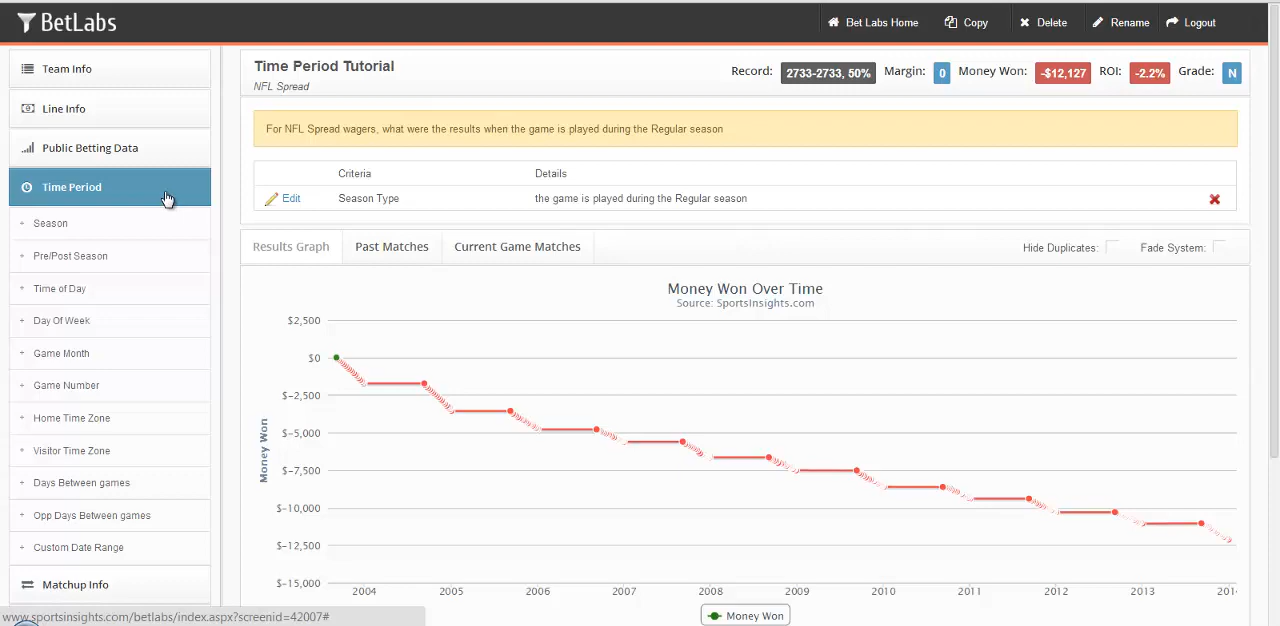 BetLabs
Bet Labs Home
Copy
Delete
Rename
Logout
Team Info
Line Info
Public Betting Data
Time Period
+ Season
+ Pre/Post Season
+ Time of Day
+ Day Of Week
+ Game Month
+ Game Number
+ Home Time Zone
+ Visitor Time Zone
+ Days Between games
+ Opp Days Between games
+ Custom Date Range
Matchup Info
Time Period Tutorial
NFL Spread
Record: 2733-2733, 50% Margin: 0 Money Won: -$12,127 ROI: -2.2% Grade: N
For NFL Spread wagers, what were the results when the game is played during the Regular season
Criteria Details
Edit Season Type the game is played during the Regular season
Results Graph Past Matches Current Game Matches Hide Duplicates: Fade System:
Money Won Over Time
Source: SportsInsights.com
Money Won
$2,500
$0
$-2,500
$-5,000
$-7,500
$-10,000
$-12,500
$-15,000
2004 2005 2006 2007 2008 2009 2010 2011 2012 2013 201
Money Won
www.sportsinsights.com/betlabs/index.aspx?screenid=42007#